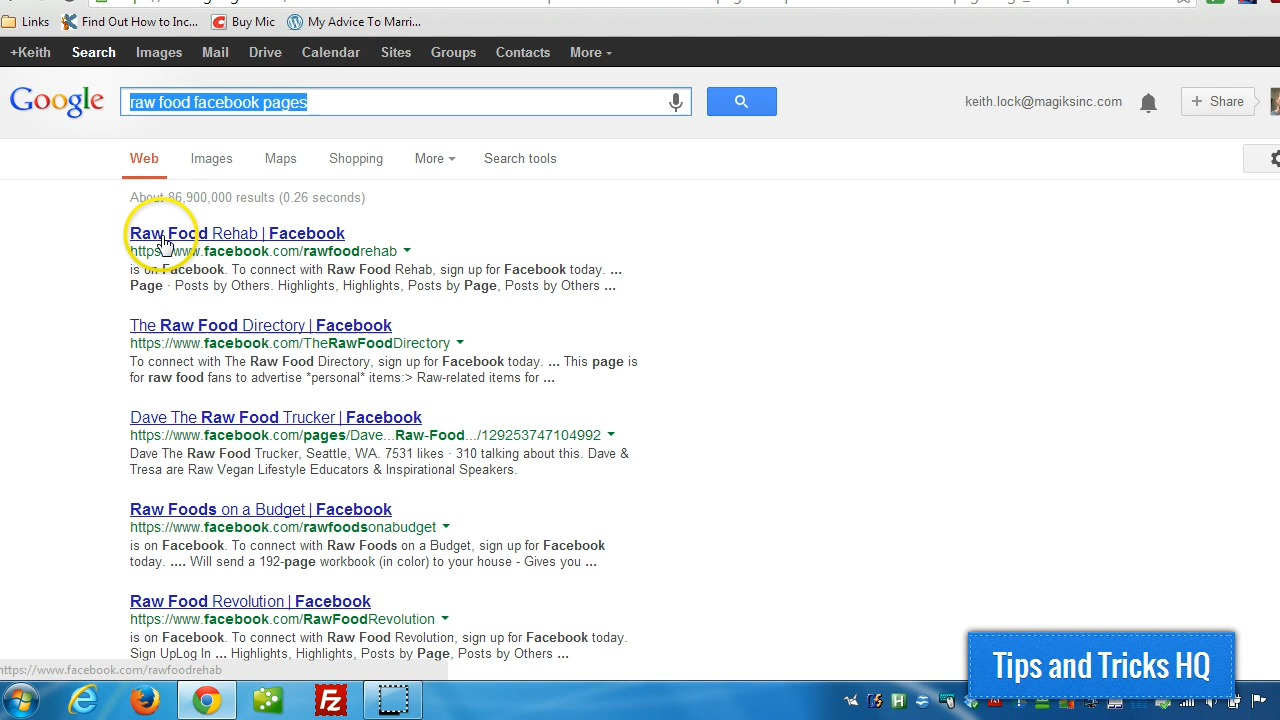 Links Find Out How to Inc... Buy Mic My Advice To Marri...
+Keith Search Images Mail Drive Calendar Sites Groups Contacts More
Google raw food facebook pages keith.lock@magiksinc.com + Share
Web Images Maps Shopping More Search tools
About 86,900,000 results (0.26 seconds)
Raw Food Rehab | Facebook
https://www.facebook.com/rawfoodrehab
is on Facebook. To connect with Raw Food Rehab, sign up for Facebook today. ...
Page · Posts by Others. Highlights, Highlights, Posts by Page, Posts by Others ...
The Raw Food Directory | Facebook
https://www.facebook.com/TheRawFoodDirectory
To connect with The Raw Food Directory, sign up for Facebook today. ... This page is
for raw food fans to advertise *personal* items:> Raw-related items for ...
Dave The Raw Food Trucker | Facebook
https://www.facebook.com/pages/Dave...Raw-Food.../129253747104992
Dave The Raw Food Trucker, Seattle, WA. 7531 likes · 310 talking about this. Dave &
Tresa are Raw Vegan Lifestyle Educators & Inspirational Speakers.
Raw Foods on a Budget | Facebook
https://www.facebook.com/rawfoodsonabudget
is on Facebook. To connect with Raw Foods on a Budget, sign up for Facebook
today. .... Will send a 192-page workbook (in color) to your house - Gives you ...
Raw Food Revolution | Facebook
https://www.facebook.com/RawFoodRevolution
is on Facebook. To connect with Raw Food Revolution, sign up for Facebook today.
Sign UpLog In ... Highlights, Highlights, Posts by Page, Posts by Others ...
https://www.facebook.com/rawfoodrehab
Tips and Tricks HQ